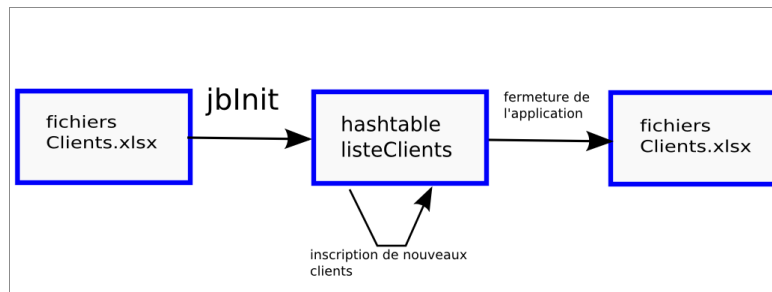 fichiers
Clients.xlsx
jbInit
hashtable
listeClients
fermeture de
l'application
fichiers
Clients.xlsx
inscription de nouveaux
clients